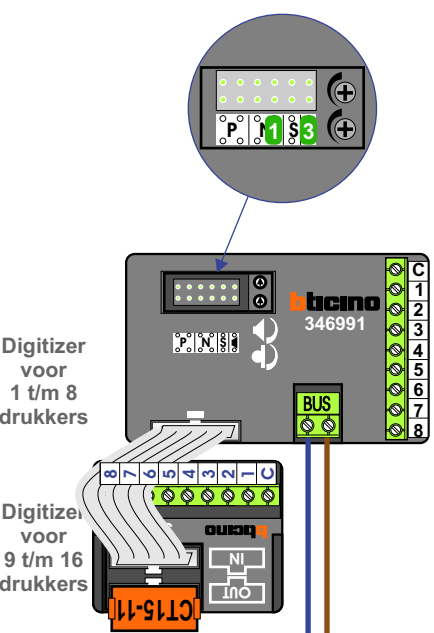 P N 1 S 3
bticino
346991
P N S
C
1
2
3
4
5
6
7
8
BUS
Digitizer
voor
1 t/m 8
drukkers
8 7 6 5 4 3 2 1 C
bticino
IN
OUT
CT15-11
Digitizer
voor
9 t/m 16
drukkers